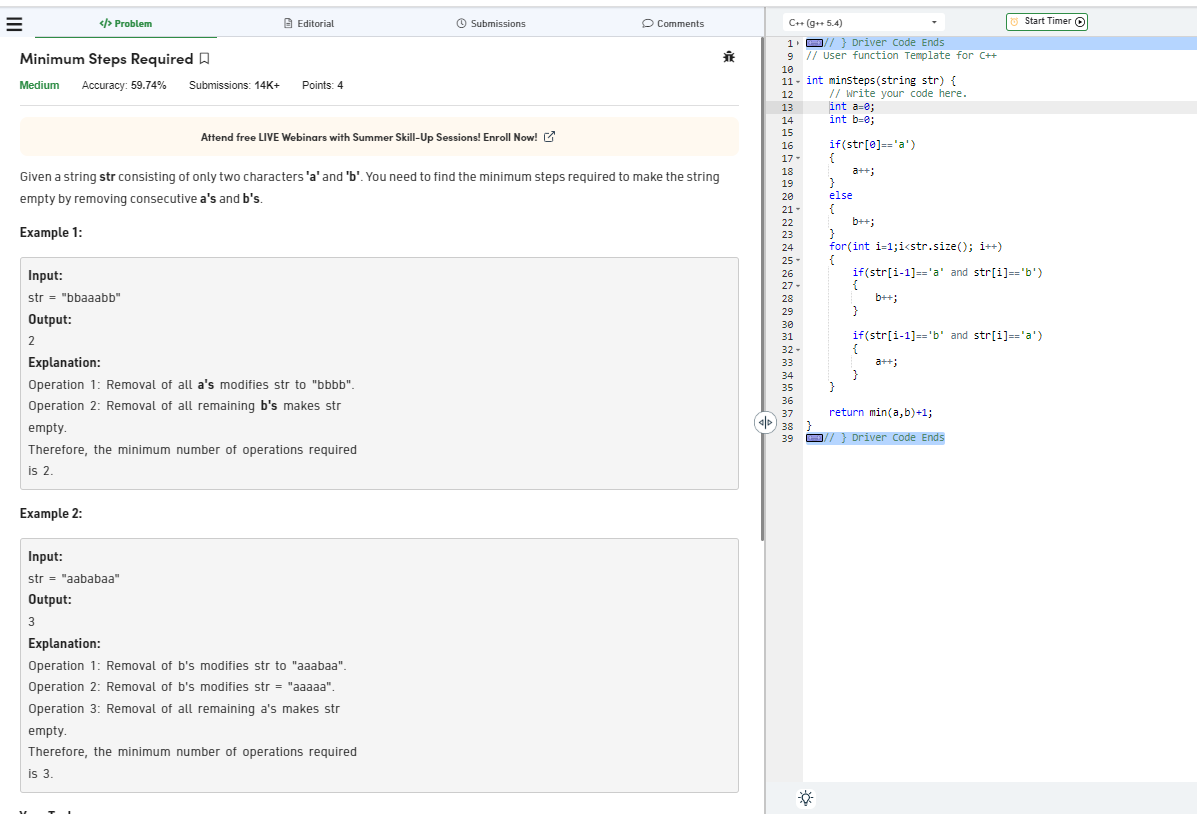 </> Problem
Editorial
Submissions
Comments
C++ (g++ 5.4)
Start Timer
Minimum Steps Required
Medium Accuracy: 59.74% Submissions: 14K+ Points: 4
Attend free LIVE Webinars with Summer Skill-Up Sessions! Enroll Now!
Given a string str consisting of only two characters 'a' and 'b'. You need to find the minimum steps required to make the string
empty by removing consecutive a's and b's.
Example 1:
Input:
str = "bbaaabb"
Output:
2
Explanation:
Operation 1: Removal of all a's modifies str to "bbbb".
Operation 2: Removal of all remaining b's makes str
empty.
Therefore, the minimum number of operations required
is 2.
Example 2:
Input:
str = "aababaa"
Output:
3
Explanation:
Operation 1: Removal of b's modifies str to "aaabaa".
Operation 2: Removal of b's modifies str = "aaaaa".
Operation 3: Removal of all remaining a's makes str
empty.
Therefore, the minimum number of operations required
is 3.
1 // } Driver Code Ends
9 // User function Template for C++
10
11 int minSteps(string str) {
12 // Write your code here.
13 int a=0;
14 int b=0;
15
16 if(str[0]=='a')
17 {
18 a++;
19 }
20 else
21 {
22 b++;
23 }
24 for(int i=1;i<str.size(); i++)
25 {
26 if(str[i-1]=='a' and str[i]=='b')
27 {
28 b++;
29 }
30
31 if(str[i-1]=='b' and str[i]=='a')
32 {
33 a++;
34 }
35 }
36
37 return min(a,b)+1;
38 }
39 // } Driver Code Ends